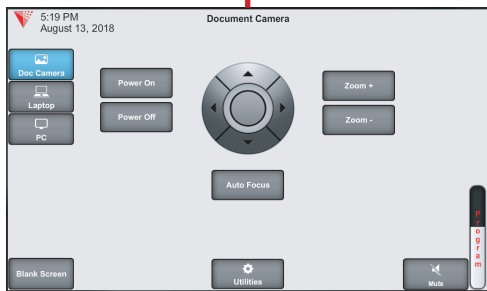 5:19 PM
August 13, 2018
Document Camera
Doc Camera
Laptop
PC
Power On
Power Off
Zoom +
Zoom -
Auto Focus
Blank Screen
Utilities
Mute
Program